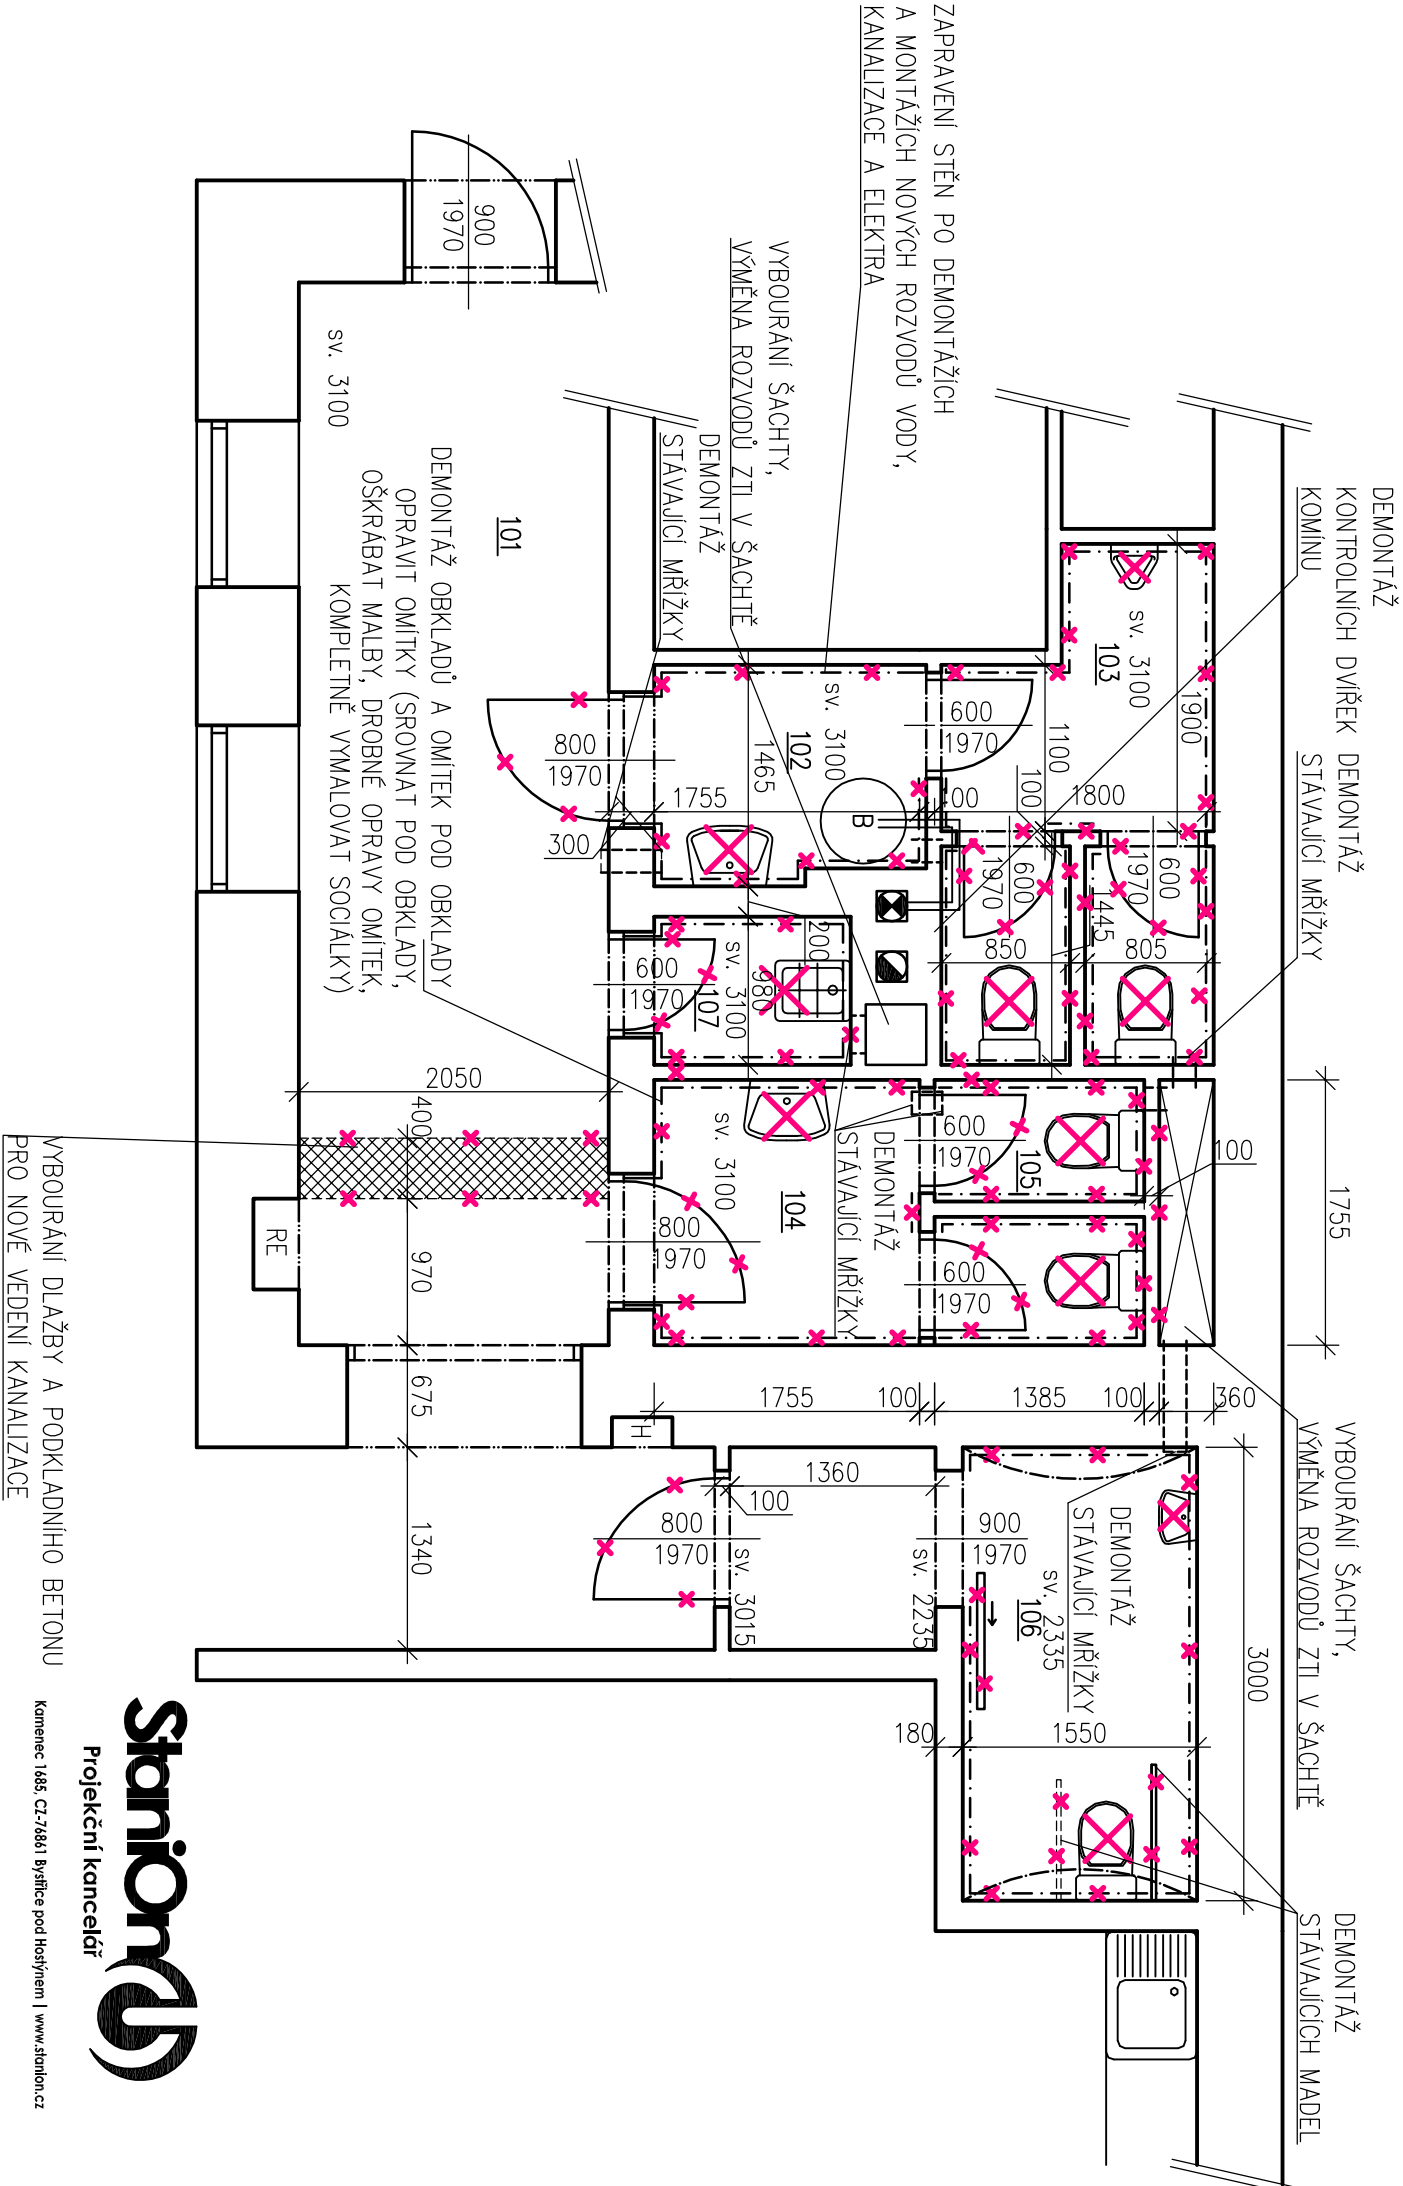 DEMONTÁŽ
KONTROLNÍCH DVÍŘEK
KOMÍNU
DEMONTÁŽ
STÁVAJÍCÍ MŘÍŽKY
1755
VYBOURÁNÍ ŠACHTY,
VÝMĚNA ROZVODŮ ZTI V ŠACHTĚ
DEMONTÁŽ
STÁVAJÍCÍCH MADEL
ZAPRAVENÍ STĚN PO DEMONTÁŽÍCH
A MONTÁŽÍCH NOVÝCH ROZVODŮ VODY,
KANALIZACE A ELEKTRA
VYBOURÁNÍ ŠACHTY,
VÝMĚNA ROZVODŮ ZTI V ŠACHTĚ
DEMONTÁŽ
STÁVAJÍCÍ MŘÍŽKY
1900
sv. 3100
103
1100
100
1800
600
1970
600
1970
600
1970
1445
850
805
100
3000
360
100
1385
100
1755
sv. 3100
102
1465
1755
B
00
300
800
1970
200
980
sv. 3100
107
600
1970
600
1970
105
600
1970
DEMONTÁŽ
STÁVAJÍCÍ MŘÍŽKY
104
sv. 3100
800
1970
DEMONTÁŽ
STÁVAJÍCÍ MŘÍŽKY
sv. 2335
106
900
1970
sv. 2235
1360
100
800
1970
sv. 3015
180
1550
H
900
1970
sv. 3100
101
DEMONTÁŽ OBKLADŮ A OMÍTEK POD OBKLADY
OPRAVIT OMÍTKY (SROVNAT POD OBKLADY,
OŠKRÁBAT MALBY, DROBNÉ OPRAVY OMÍTEK,
KOMPLETNĚ VYMALOVAT SOCIÁLKY)
2050
400
970
675
1340
RE
VYBOURÁNÍ DLAŽBY A PODKLADNÍHO BETONU
PRO NOVÉ VEDENÍ KANALIZACE
Stanion
Projekční kancelář
Kamenec 1685, CZ-76861 Bystřice pod Hostýnem | www.stanion.cz